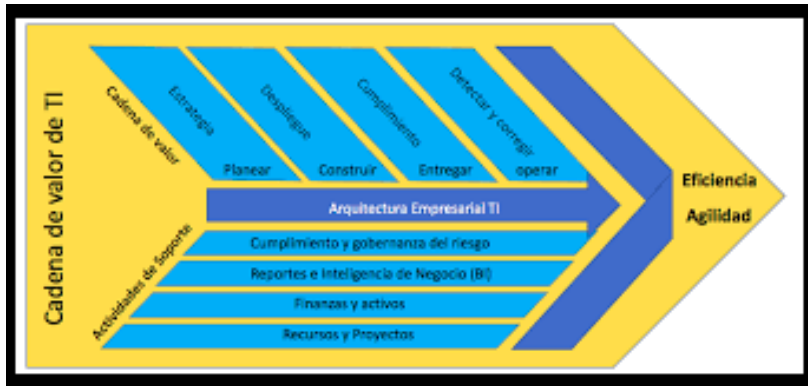 Cadena de valor de TI
Cadena de valor
Estrategia
Despliegue
Cumplimiento
Detectar y corregir
Planear
Construir
Entregar
operar
Arquitectura Empresarial TI
Actividades de Soporte
Cumplimiento y gobernanza del riesgo
Reportes e Inteligencia de Negocio (BI)
Finanzas y activos
Recursos y Proyectos
Eficiencia
Agilidad